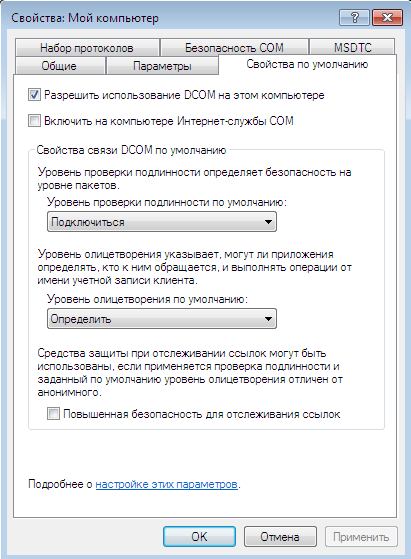 Свойства: Мой компьютер
Набор протоколов Безопасность COM MSDTC
Общие Параметры Свойства по умолчанию
Разрешить использование DCOM на этом компьютере
Включить на компьютере Интернет-службы COM
Свойства связи DCOM по умолчанию
Уровень проверки подлинности определяет безопасность на
уровне пакетов.
Уровень проверки подлинности по умолчанию:
Подключиться
Уровень олицетворения указывает, могут ли приложения
определять, кто к ним обращается, и выполнять операции от
имени учетной записи клиента.
Уровень олицетворения по умолчанию:
Определить
Средства защиты при отслеживании ссылок могут быть
использованы, если применяется проверка подлинности и
заданный по умолчанию уровень олицетворения отличен от
анонимного.
Повышенная безопасность для отслеживания ссылок
Подробнее о настройке этих параметров.
OK Отмена Применить